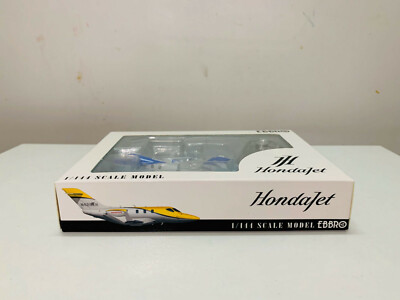 EBBRO
HondaJet
1/144 SCALE MODEL
HondaJet
1/144 SCALE MODEL EBBRO